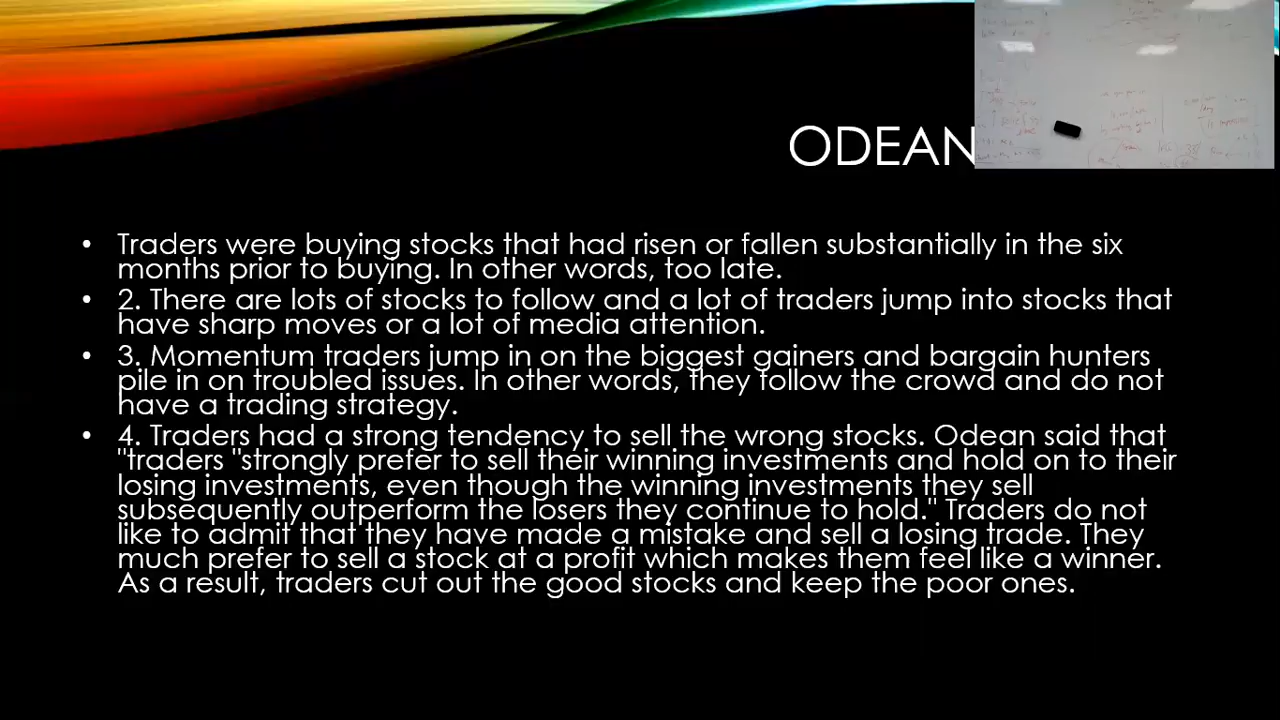 ODEAN
• Traders were buying stocks that had risen or fallen substantially in the six
months prior to buying. In other words, too late.
• 2. There are lots of stocks to follow and a lot of traders jump into stocks that
have sharp moves or a lot of media attention.
• 3. Momentum traders jump in on the biggest gainers and bargain hunters
pile in on troubled issues. In other words, they follow the crowd and do not
have a trading strategy.
• 4. Traders had a strong tendency to sell the wrong stocks. Odean said that
"traders "strongly prefer to sell their winning investments and hold on to their
losing investments, even though the winning investments they sell
subsequently outperform the losers they continue to hold." Traders do not
like to admit that they have made a mistake and sell a losing trade. They
much prefer to sell a stock at a profit which makes them feel like a winner.
As a result, traders cut out the good stocks and keep the poor ones.